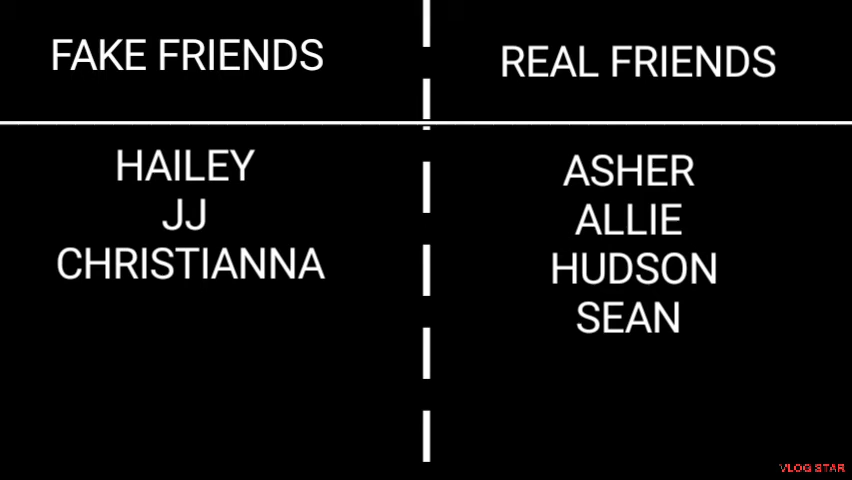 FAKE FRIENDS
REAL FRIENDS
HAILEY
JJ
CHRISTIANNA
ASHER
ALLIE
HUDSON
SEAN
VLOG STAR